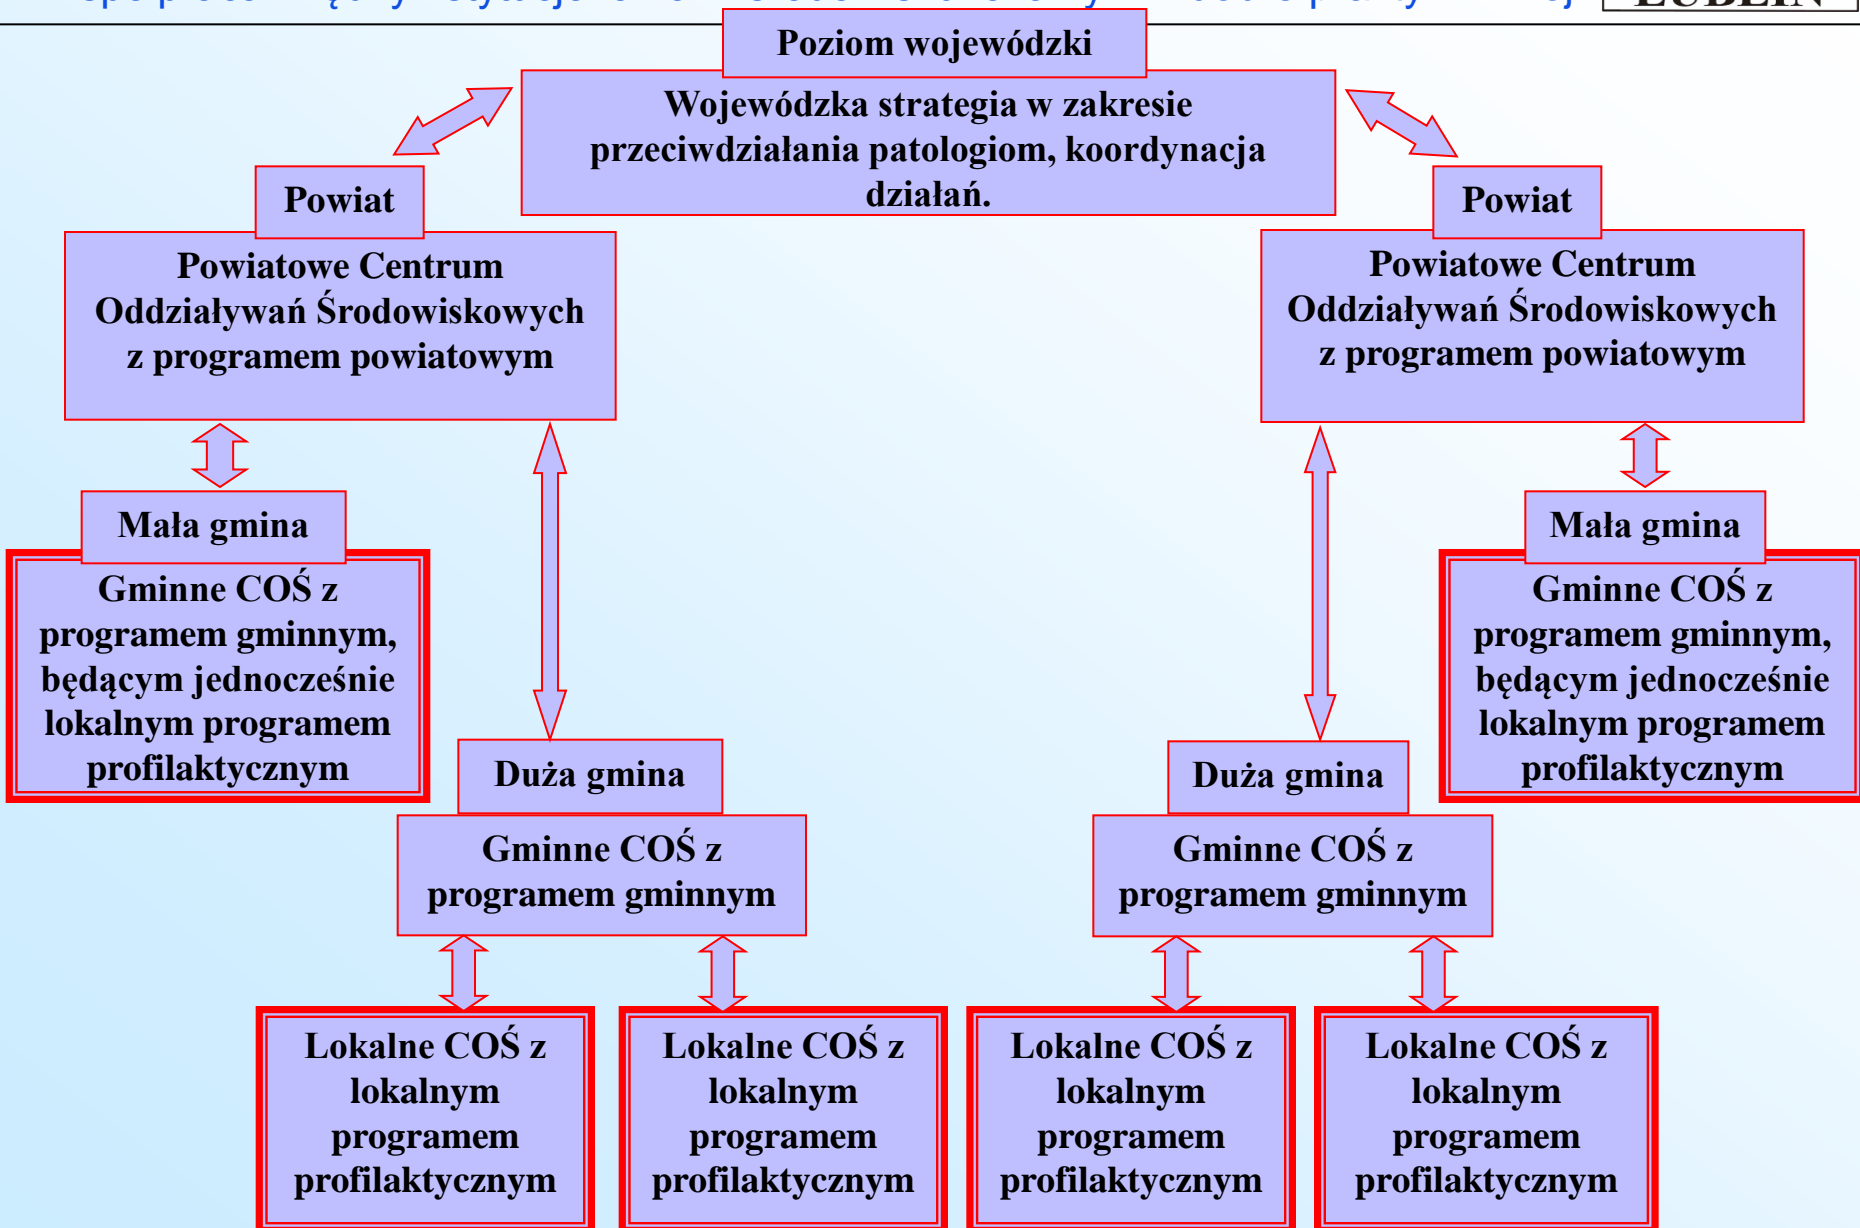 LUBLIN
Poziom wojewódzki
Wojewódzka strategia w zakresie
przeciwdziałania patologiom, koordynacja
działań.
Powiat
Powiatowe Centrum
Oddziaływań Środowiskowych
z programem powiatowym
Powiat
Powiatowe Centrum
Oddziaływań Środowiskowych
z programem powiatowym
Mała gmina
Gminne COŚ z
programem gminnym,
będącym jednocześnie
lokalnym programem
profilaktycznym
Mała gmina
Gminne COŚ z
programem gminnym,
będącym jednocześnie
lokalnym programem
profilaktycznym
Duża gmina
Gminne COŚ z
programem gminnym
Duża gmina
Gminne COŚ z
programem gminnym
Lokalne COŚ z
lokalnym
programem
profilaktycznym
Lokalne COŚ z
lokalnym
programem
profilaktycznym
Lokalne COŚ z
lokalnym
programem
profilaktycznym
Lokalne COŚ z
lokalnym
programem
profilaktycznym